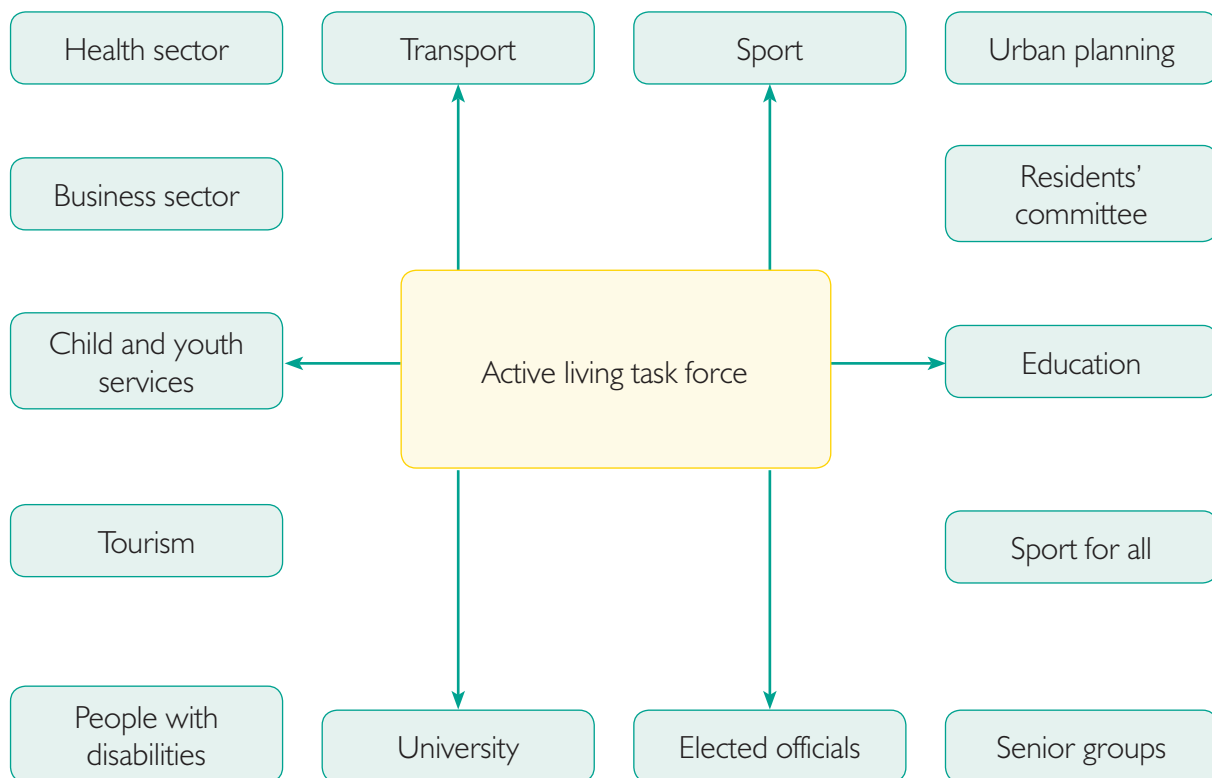 Health sector
Transport
Sport
Urban planning
Business sector
Residents’
committee
Child and youth
services
Active living task force
Education
Tourism
Sport for all
People with
disabilities
University
Elected officials
Senior groups